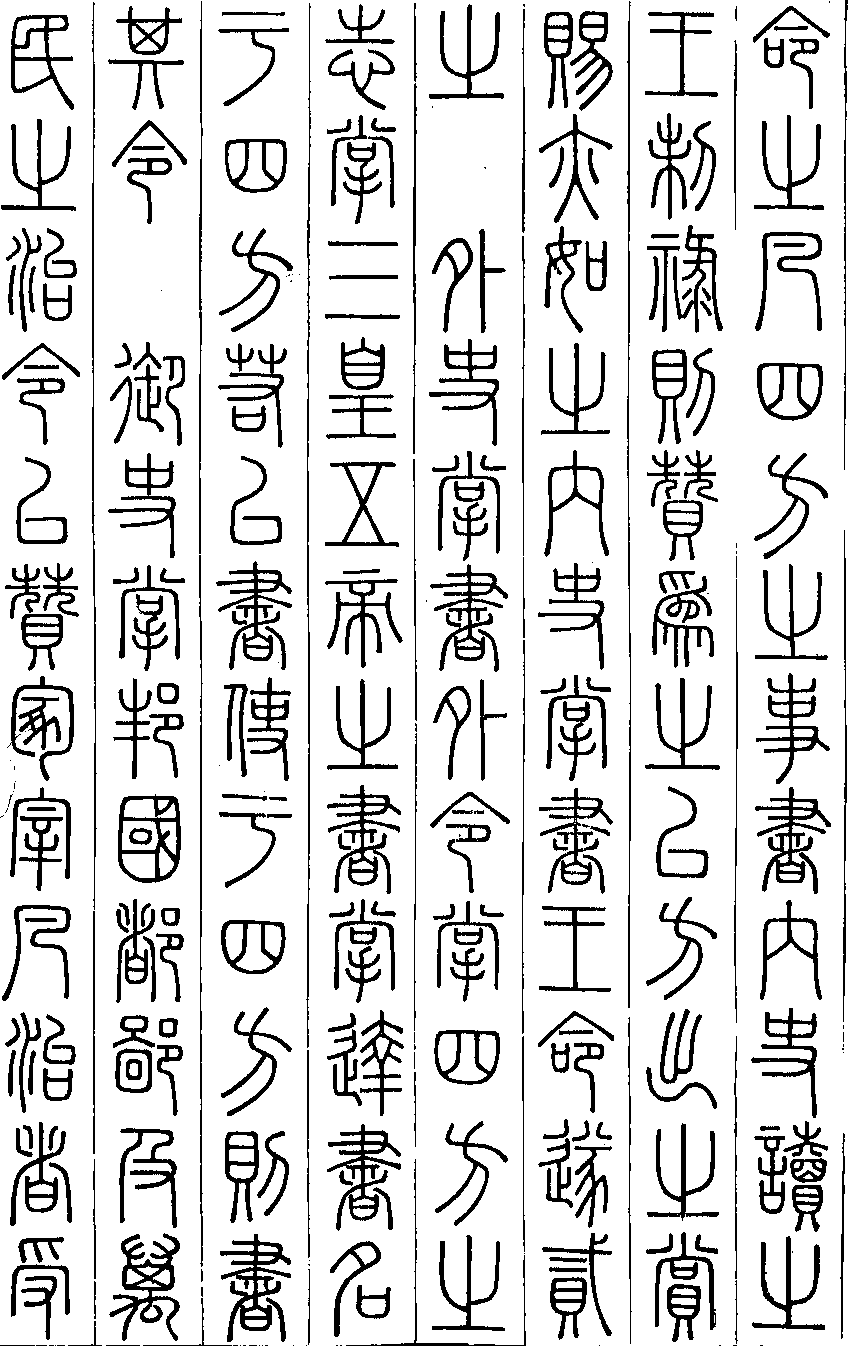 命之凡四方之事書內史讀之
王制祿則贊為之以方出之賞
賜亦如之內史掌書王命遂貳
之　外史掌書外令掌四方之
志掌三皇五帝之書掌達書名
于四方若以書使于四方則書
其令　御史掌邦國都鄙及萬
民之治令以贊冢宰凡治者受